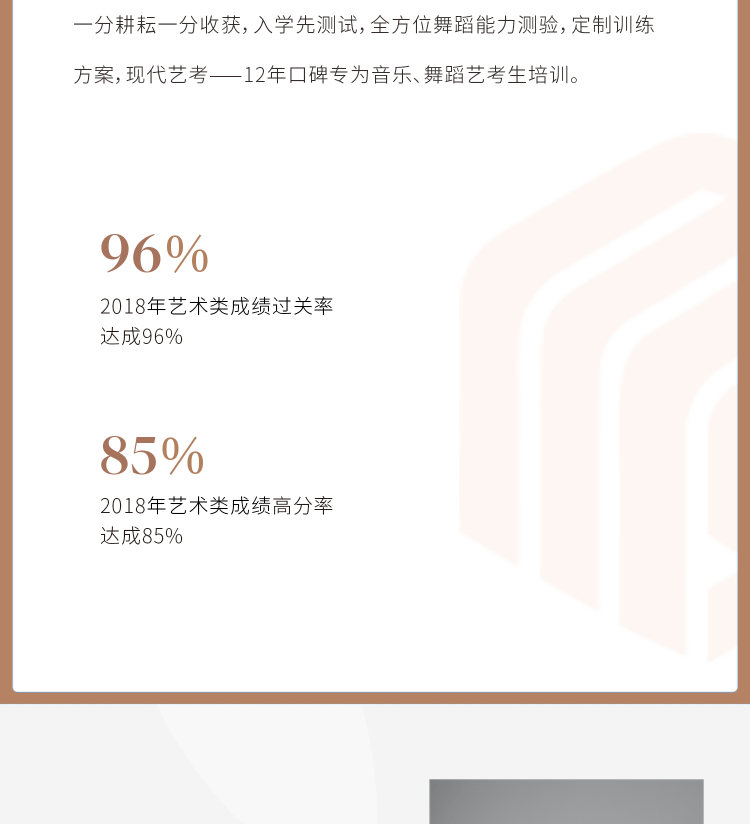 一分耕耘一分收获，入学先测试，全方位舞蹈能力测验，定制训练
方案，现代艺考——12年口碑专为音乐、舞蹈艺考生培训。
96%
2018年艺术类成绩过关率
达成96%
85%
2018年艺术类成绩高分率
达成85%